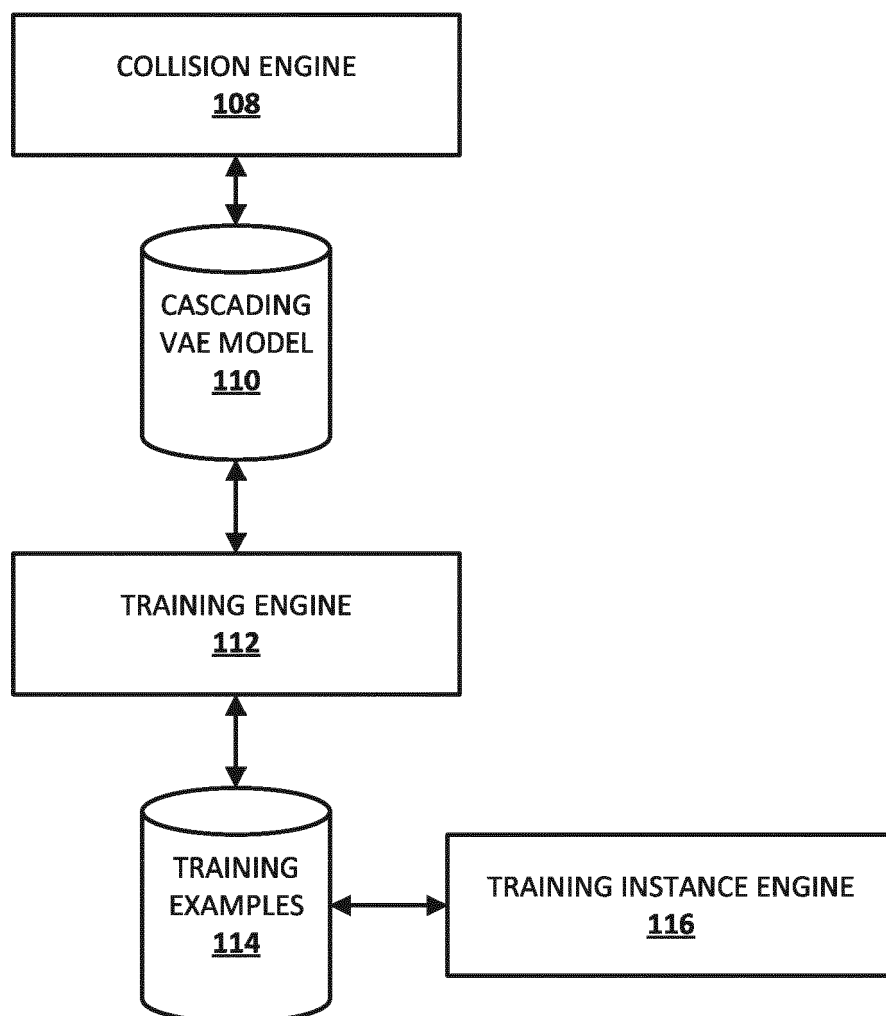 COLLISION ENGINE
108
CASCADING
VAE MODEL
110
TRAINING ENGINE
112
TRAINING
EXAMPLES
114
TRAINING INSTANCE ENGINE
116